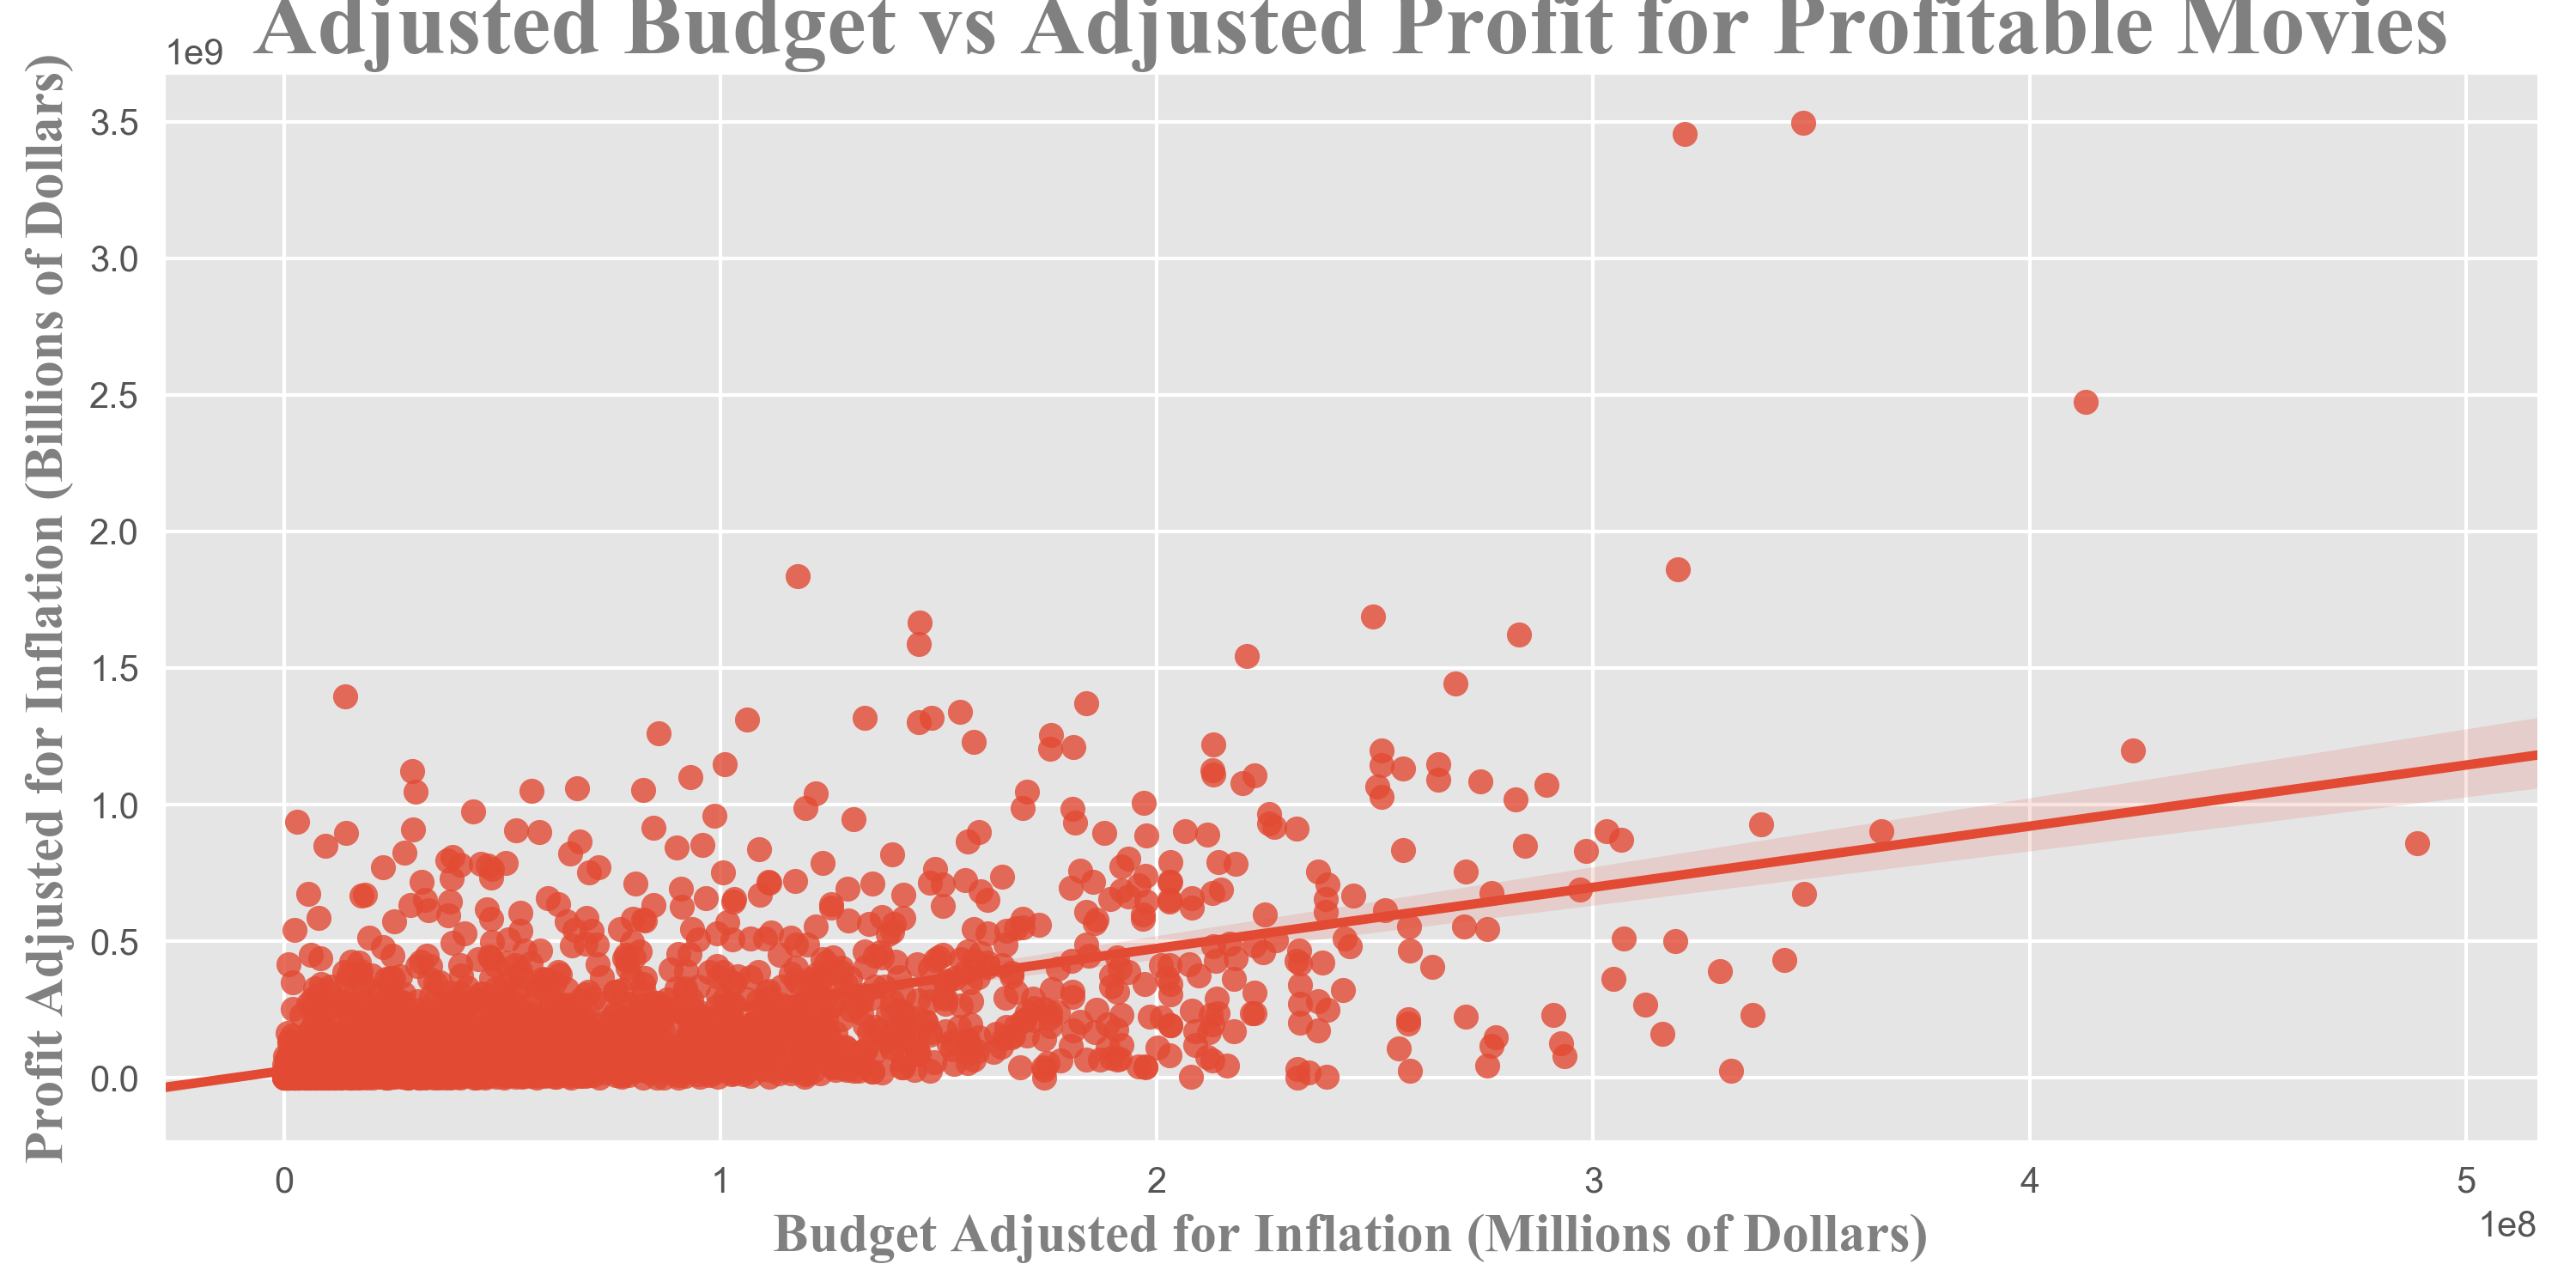 Adjusted Budget vs Adjusted Profit for Profitable Movies
1e9
Profit Adjusted for Inflation (Billions of Dollars)
3.5
3.0
2.5
2.0
1.5
1.0
0.5
0.0
0 1 2 3 4 5
1e8
Budget Adjusted for Inflation (Millions of Dollars)